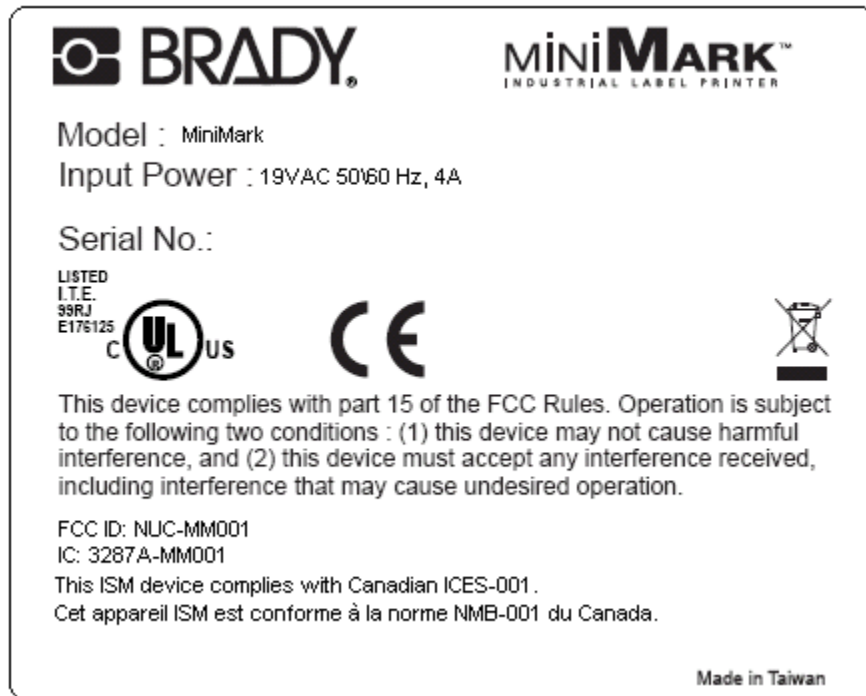 BRADY®
MiniMark™
INDUSTRIAL LABEL PRINTER
Model : MiniMark
Input Power : 19VAC 50\60 Hz, 4A
Serial No.:
LISTED
I.T.E.
99RJ
E176125
C UL ® US
CE
This device complies with part 15 of the FCC Rules. Operation is subject
to the following two conditions : (1) this device may not cause harmful
interference, and (2) this device must accept any interference received,
including interference that may cause undesired operation.
FCC ID: NUC-MM001
IC: 3287A-MM001
This ISM device complies with Canadian ICES-001.
Cet appareil ISM est conforme à la norme NMB-001 du Canada.
Made in Taiwan